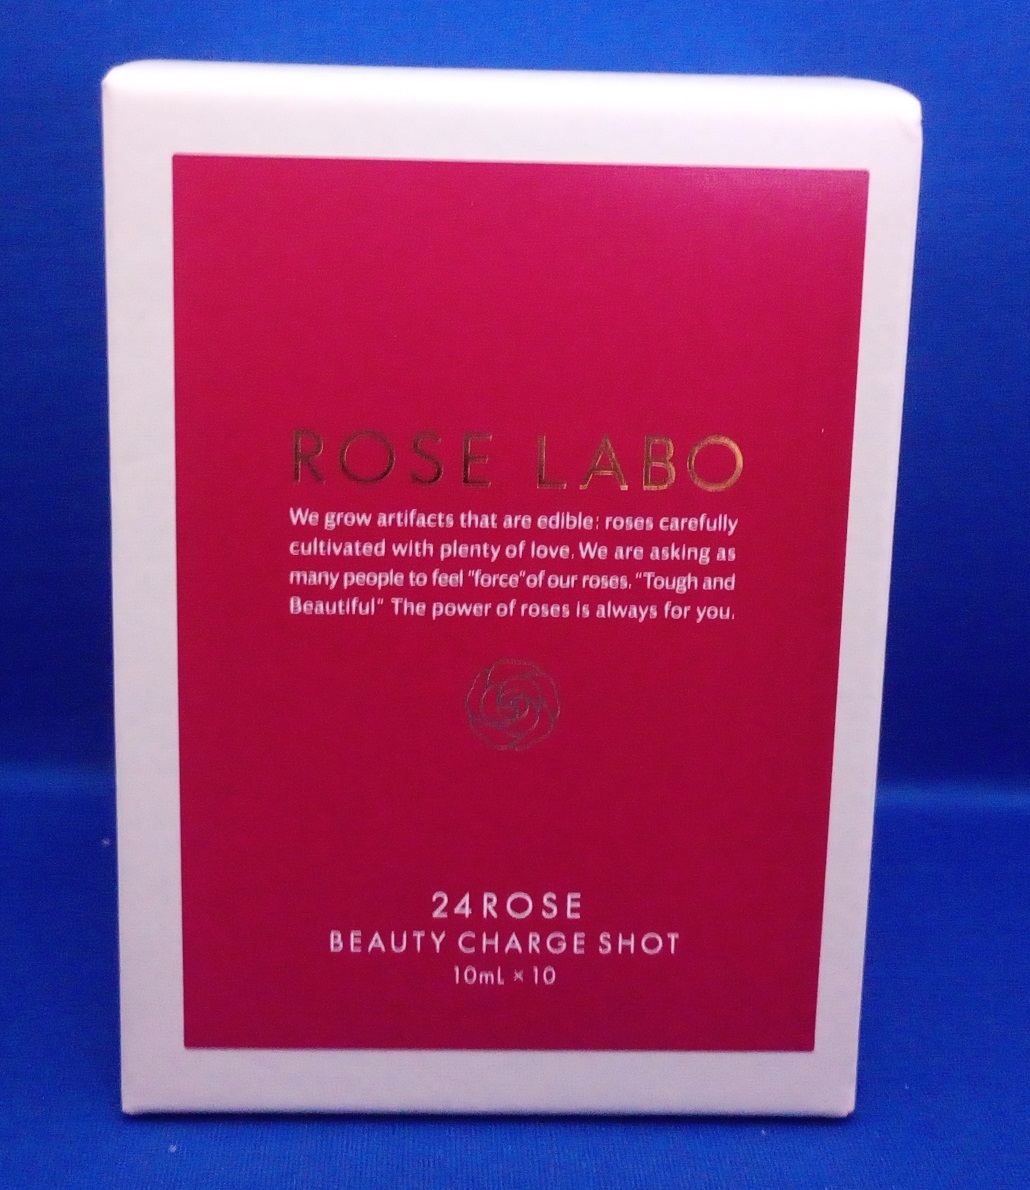 ROSE LABO
We grow artifacts that are edible: roses carefully
cultivated with plenty of love. We are asking as
many people to feel "force"of our roses. "Tough and
Beautiful" The power of roses is always for you.
24ROSE
BEAUTY CHARGE SHOT
10mL × 10